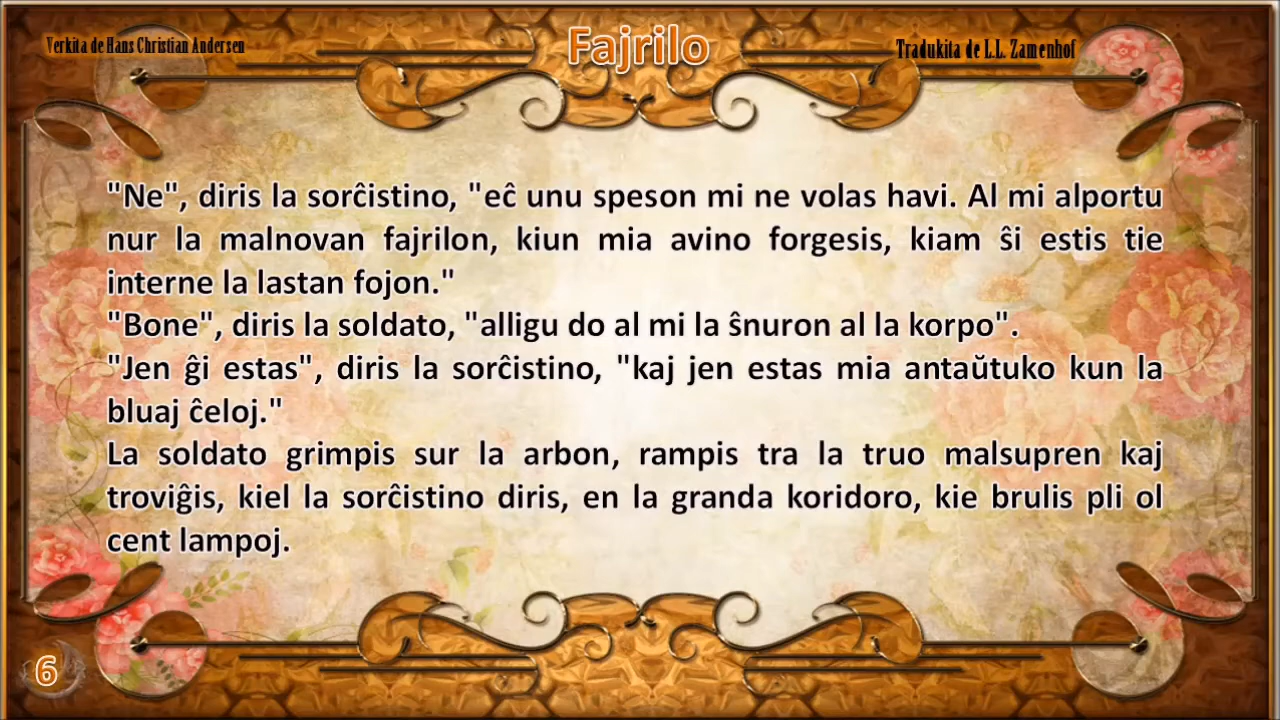 Verkita de Hans Christian Andersen
Fajrilo
Tradukita de L.L. Zamenhof
"Ne", diris la sorĉistino, "eĉ unu speson mi ne volas havi. Al mi alportu
nur la malnovan fajrilon, kiun mia avino forgesis, kiam ŝi estis tie
interne la lastan fojon."
"Bone", diris la soldato, "alligu do al mi la ŝnuron al la korpo".
"Jen ĝi estas", diris la sorĉistino, "kaj jen estas mia antaŭtuko kun la
bluaj ĉeloj."
La soldato grimpis sur la arbon, rampis tra la truo malsupren kaj
troviĝis, kiel la sorĉistino diris, en la granda koridoro, kie brulis pli ol
cent lampoj.
6